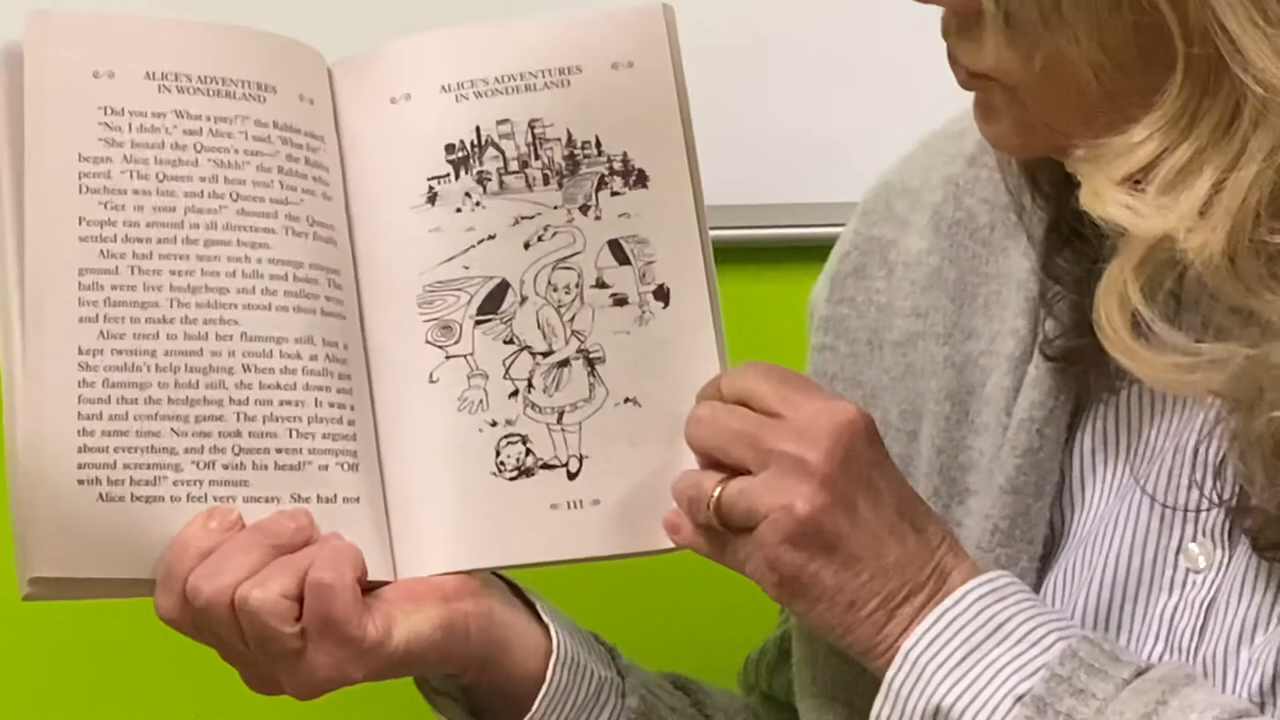 ALICE'S ADVENTURES
IN WONDERLAND
"Did you say 'What a pity!'?" the Rabbit asked.
"No, I didn't," said Alice. "I said, 'What for?'"
"She boxed the Queen's ears—" the Rabbit
began. Alice laughed. "Shhh!" the Rabbit whis-
pered. "The Queen will hear you! You see, the
Duchess was late, and the Queen said—"
"Get in your places!" shouted the Queen.
People ran around in all directions. They finally
settled down and the game began.
Alice had never seen such a strange croquet
ground. There were lots of hills and holes. The
balls were live hedgehogs and the mallets were
live flamingos. The soldiers stood on their hands
and feet to make the arches.
Alice tried to hold her flamingo still, but it
kept twisting around so it could look at Alice.
She couldn't help laughing. When she finally got
the flamingo to hold still, she looked down and
found that the hedgehog had run away. It was a
hard and confusing game. The players played at
the same time. No one took turns. They argued
about everything, and the Queen went stomping
around screaming, "Off with his head!" or "Off
with her head!" every minute.
Alice began to feel very uneasy. She had not
ALICE'S ADVENTURES
IN WONDERLAND
111